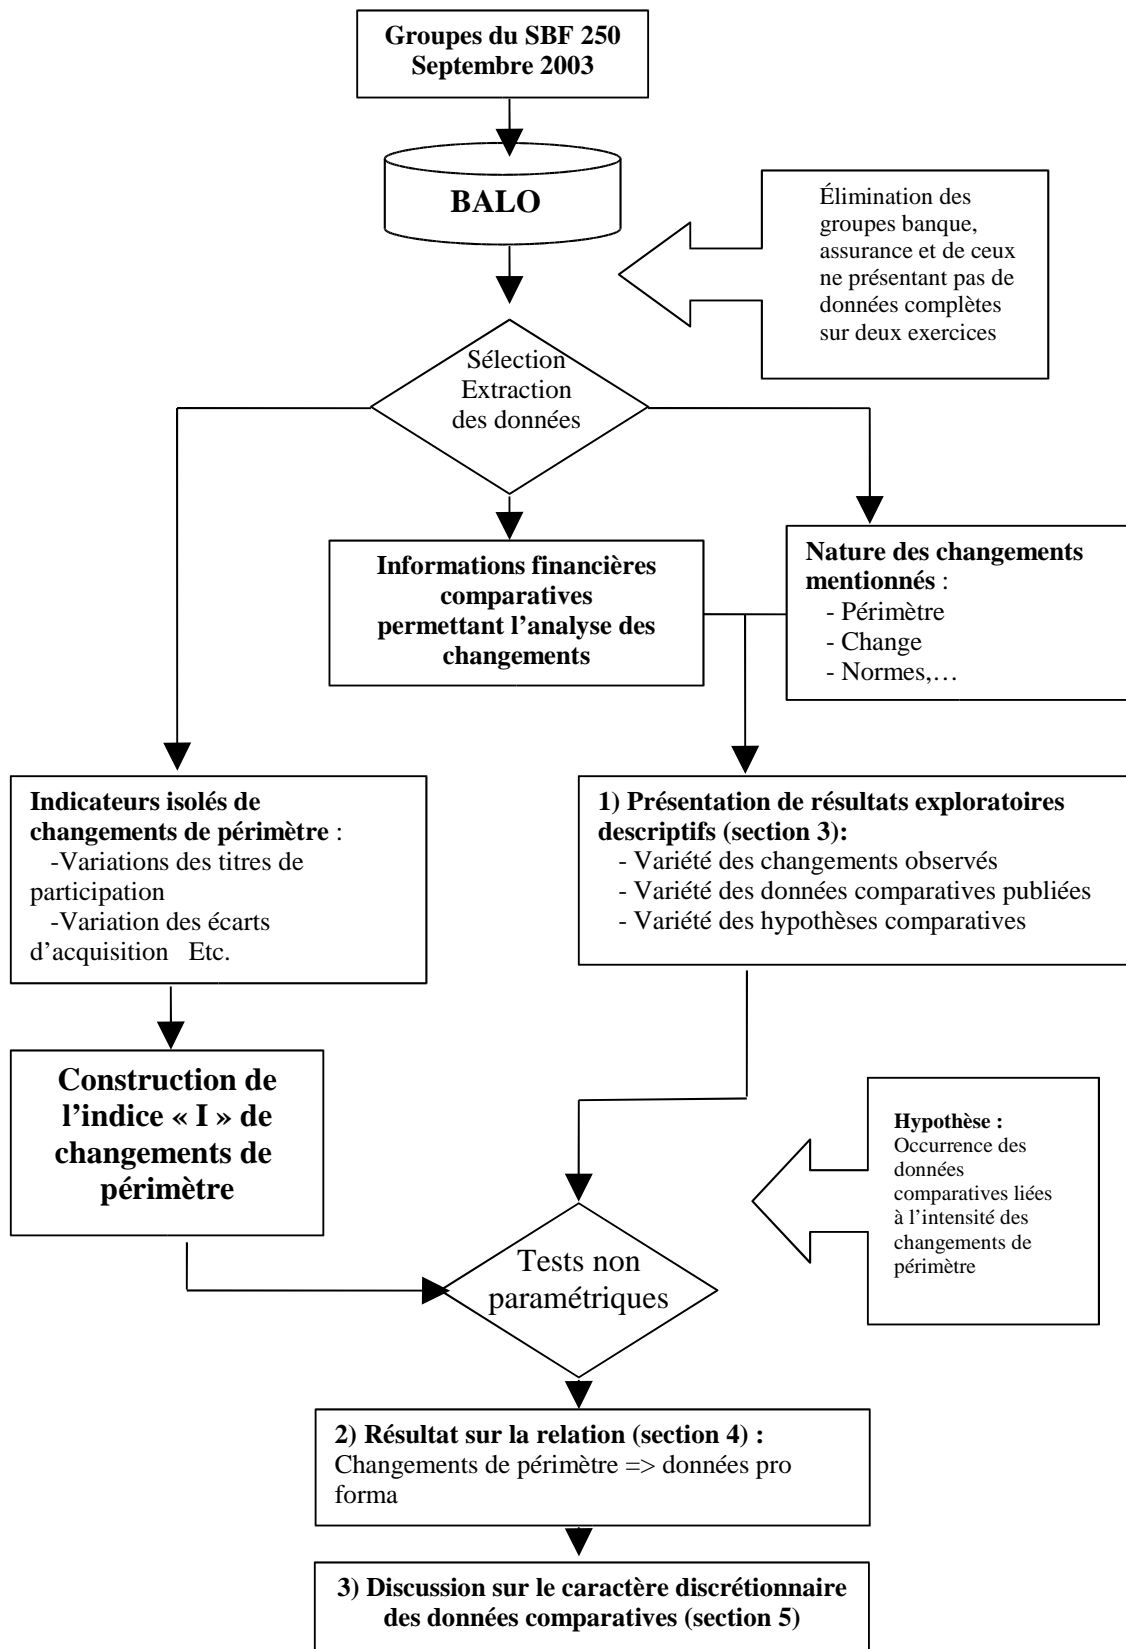 Groupes du SBF 250
Septembre 2003
BALO
Élimination des
groupes banque,
assurance et de ceux
ne présentant pas de
données complètes
sur deux exercices
Sélection
Extraction
des données
Informations financières
comparatives
permettant l’analyse des
changements
Nature des changements
mentionnés :
- Périmètre
- Change
- Normes,…
Indicateurs isolés de
changements de périmètre :
-Variations des titres de
participation
-Variation des écarts
d’acquisition Etc.
1) Présentation de résultats exploratoires
descriptifs (section 3):
- Variété des changements observés
- Variété des données comparatives publiées
- Variété des hypothèses comparatives
Construction de
l’indice « I » de
changements de
périmètre
Hypothèse :
Occurrence des
données
comparatives liées
à l’intensité des
changements de
périmètre
Tests non
paramétriques
2) Résultat sur la relation (section 4) :
Changements de périmètre => données pro
forma
3) Discussion sur le caractère discrétionnaire
des données comparatives (section 5)